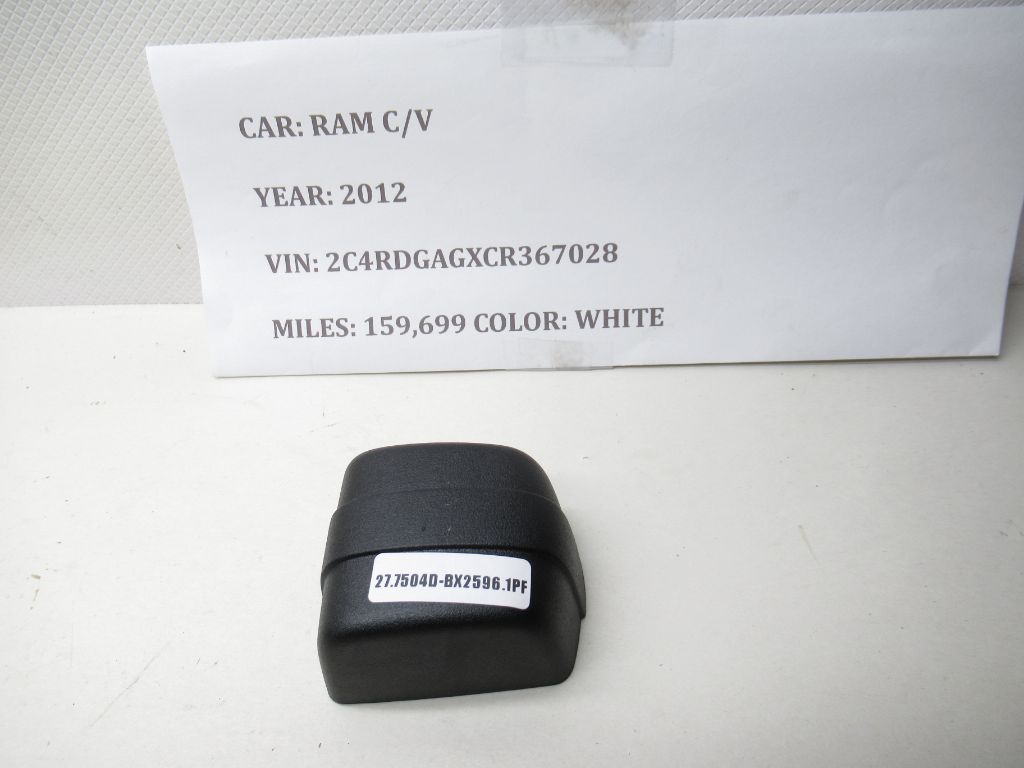 CAR: RAM C/V
YEAR: 2012
VIN: 2C4RDGAGXCR367028
MILES: 159,699 COLOR: WHITE
27.7504D-BX2596.1PF